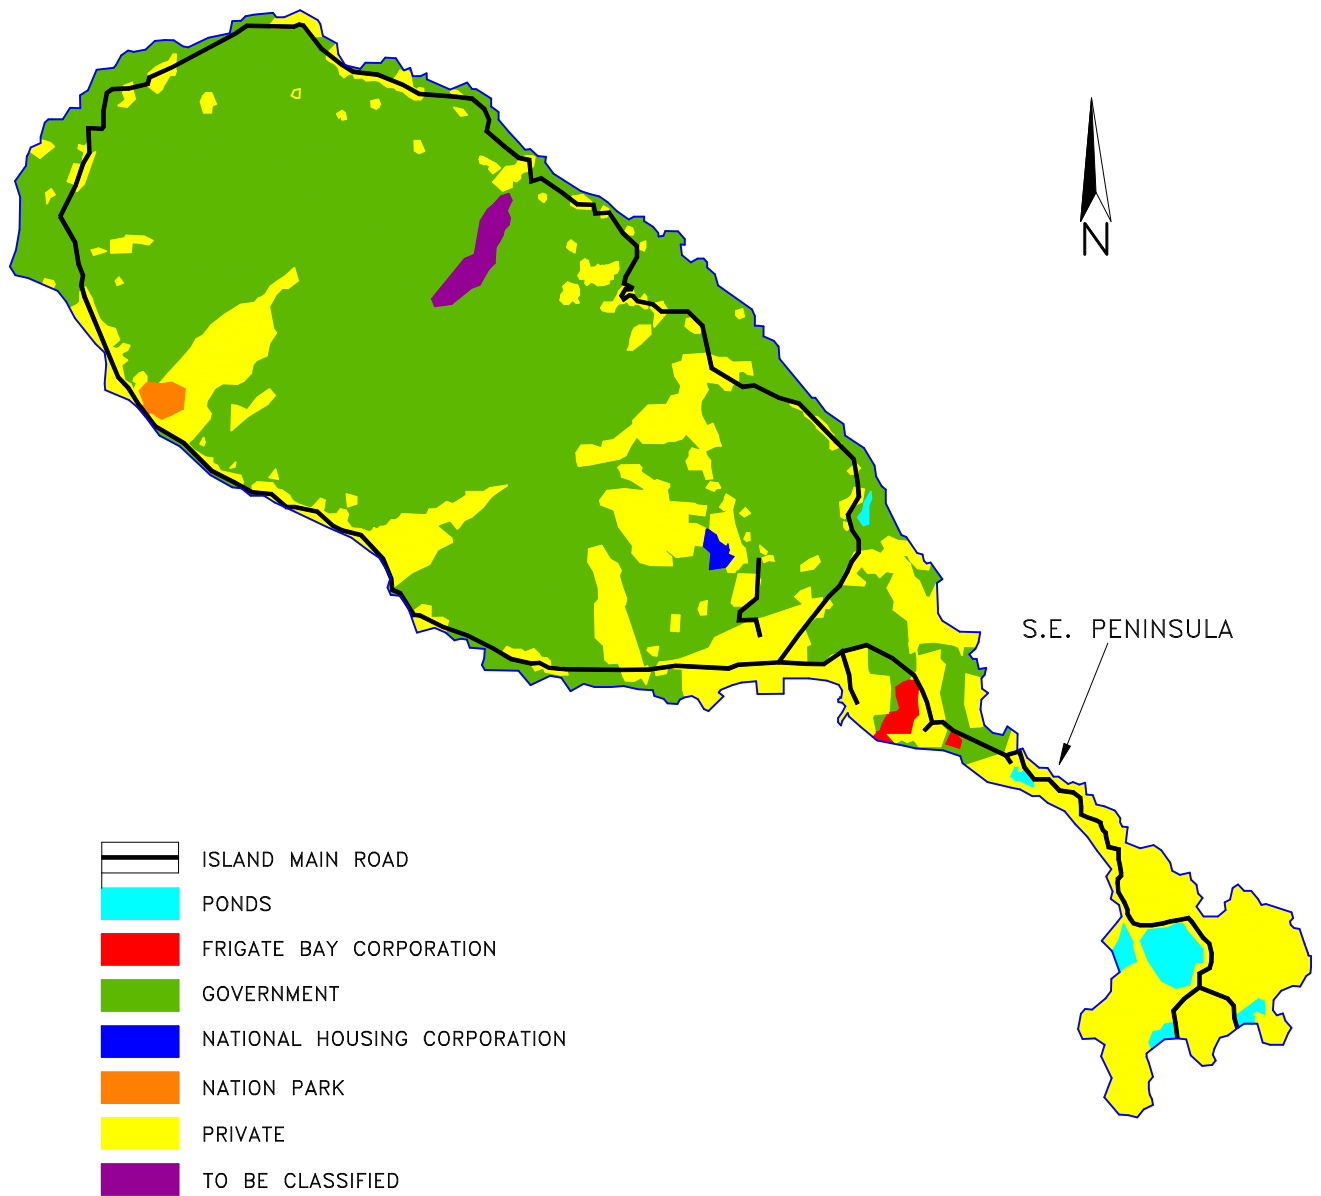 N
S.E. PENINSULA
ISLAND MAIN ROAD
PONDS
FRIGATE BAY CORPORATION
GOVERNMENT
NATIONAL HOUSING CORPORATION
NATION PARK
PRIVATE
TO BE CLASSIFIED